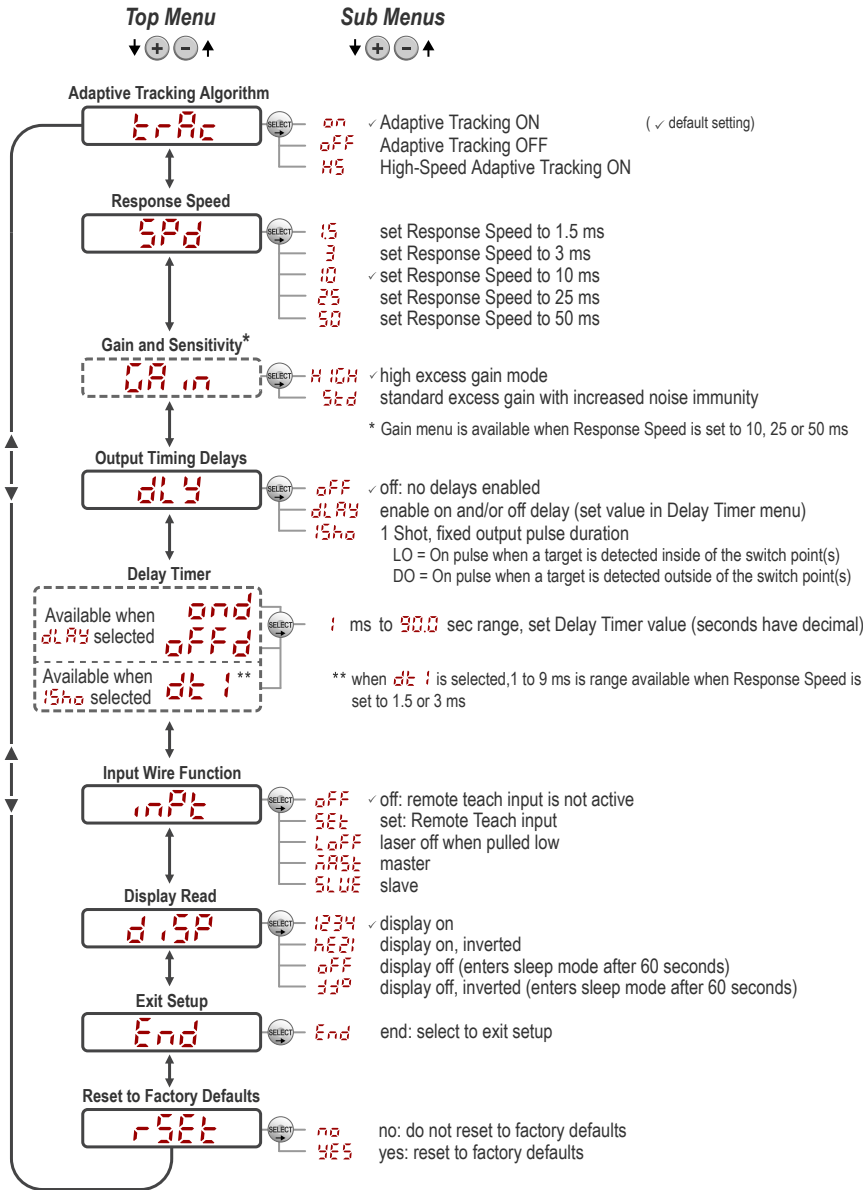 Top Menu Sub Menus
+ - + -
Adaptive Tracking Algorithm
trAc SELECT on ✓ Adaptive Tracking ON ( ✓ default setting)
oFF Adaptive Tracking OFF
HS High-Speed Adaptive Tracking ON
Response Speed
SPd SELECT 1.5 set Response Speed to 1.5 ms
3 set Response Speed to 3 ms
10 ✓ set Response Speed to 10 ms
25 set Response Speed to 25 ms
50 set Response Speed to 50 ms
Gain and Sensitivity*
GAin SELECT HIGH ✓ high excess gain mode
Std standard excess gain with increased noise immunity
* Gain menu is available when Response Speed is set to 10, 25 or 50 ms
Output Timing Delays
dLY SELECT oFF ✓ off: no delays enabled
dLAY enable on and/or off delay (set value in Delay Timer menu)
1Sho 1 Shot, fixed output pulse duration
LO = On pulse when a target is detected inside of the switch point(s)
DO = On pulse when a target is detected outside of the switch point(s)
Delay Timer
Available when dLAY selected ond oFFd SELECT 1 ms to 90.0 sec range, set Delay Timer value (seconds have decimal)
Available when 1Sho selected dt 1 **
** when dt 1 is selected,1 to 9 ms is range available when Response Speed is
set to 1.5 or 3 ms
Input Wire Function
inPt SELECT oFF ✓ off: remote teach input is not active
SEt set: Remote Teach input
LoFF laser off when pulled low
MASt master
SLVE slave
Display Read
diSP SELECT 1234 ✓ display on
hEZ1 display on, inverted
oFF display off (enters sleep mode after 60 seconds)
display off, inverted (enters sleep mode after 60 seconds)
Exit Setup
End SELECT End end: select to exit setup
Reset to Factory Defaults
rSEt SELECT no no: do not reset to factory defaults
YES yes: reset to factory defaults